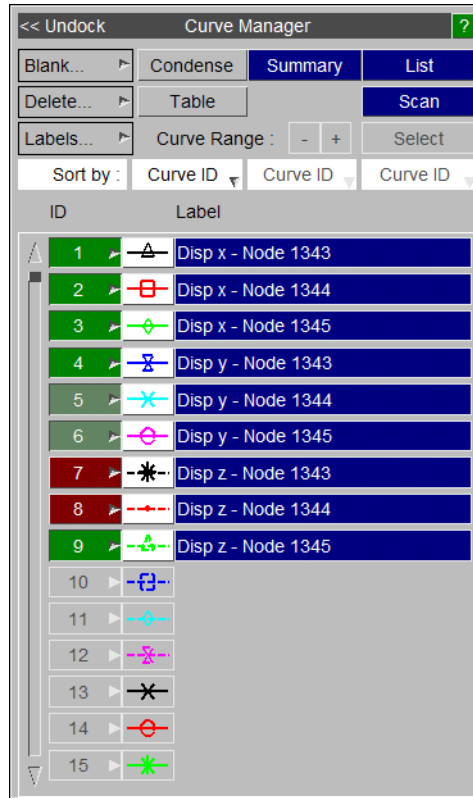 << Undock Curve Manager ?
Blank... Condense Summary List
Delete... Table Scan
Labels... Curve Range : - + Select
Sort by : Curve ID Curve ID Curve ID
ID Label
1 Disp x - Node 1343
2 Disp x - Node 1344
3 Disp x - Node 1345
4 Disp y - Node 1343
5 Disp y - Node 1344
6 Disp y - Node 1345
7 Disp z - Node 1343
8 Disp z - Node 1344
9 Disp z - Node 1345
10
11
12
13
14
15